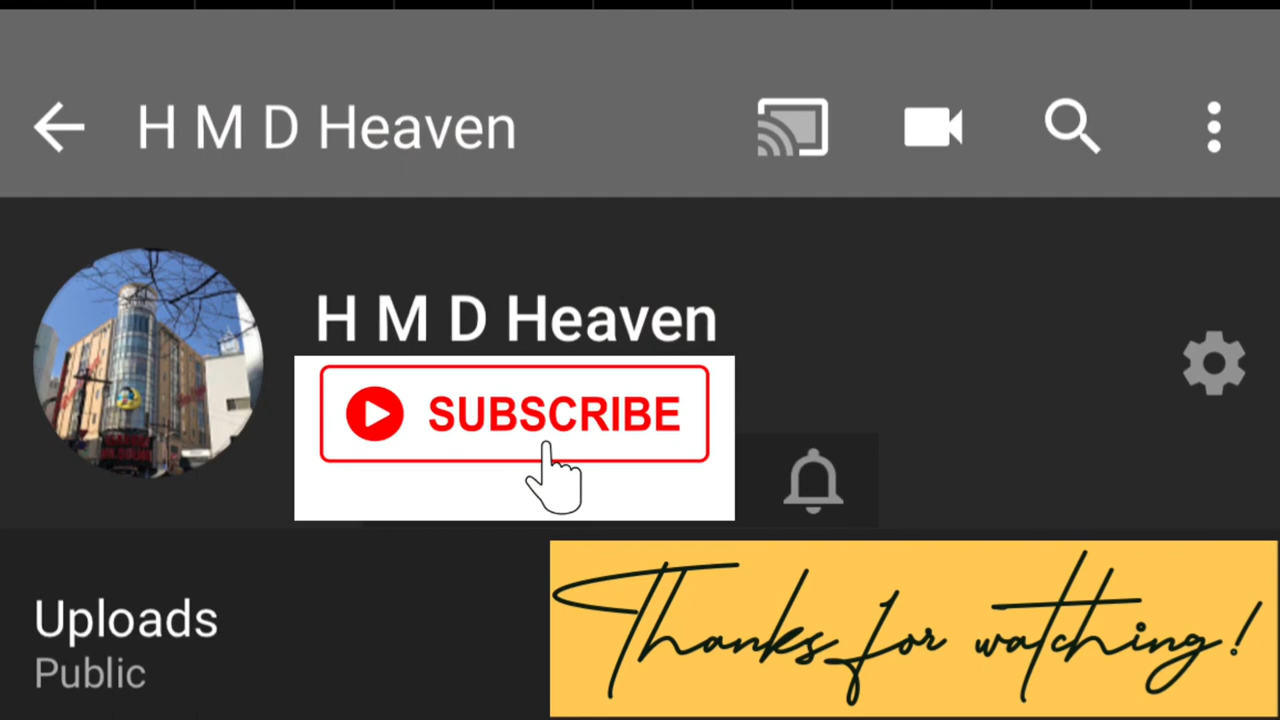 H M D Heaven
H M D Heaven
SUBSCRIBE
Uploads
Public
Thanks for watching!